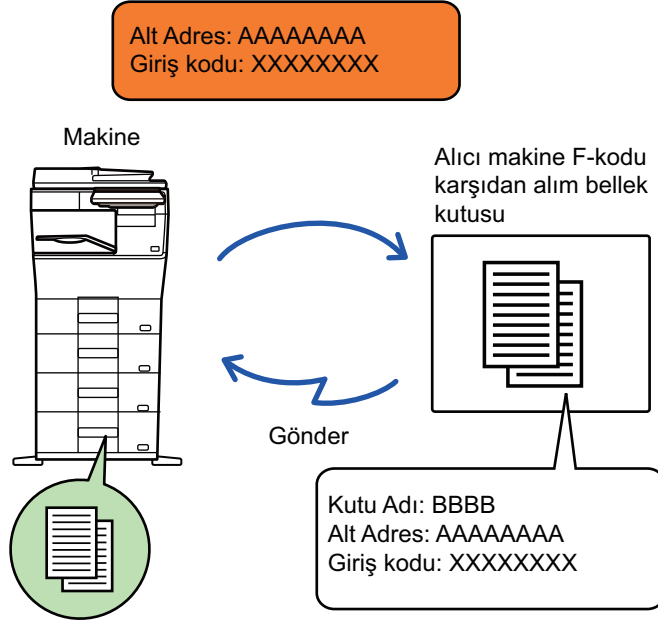 Alt Adres: AAAAAAAA
Giriş kodu: XXXXXXXX
Makine
Alıcı makine F-kodu
karşıdan alım bellek
kutusu
Gönder
Kutu Adı: BBBB
Alt Adres: AAAAAAAA
Giriş kodu: XXXXXXXX